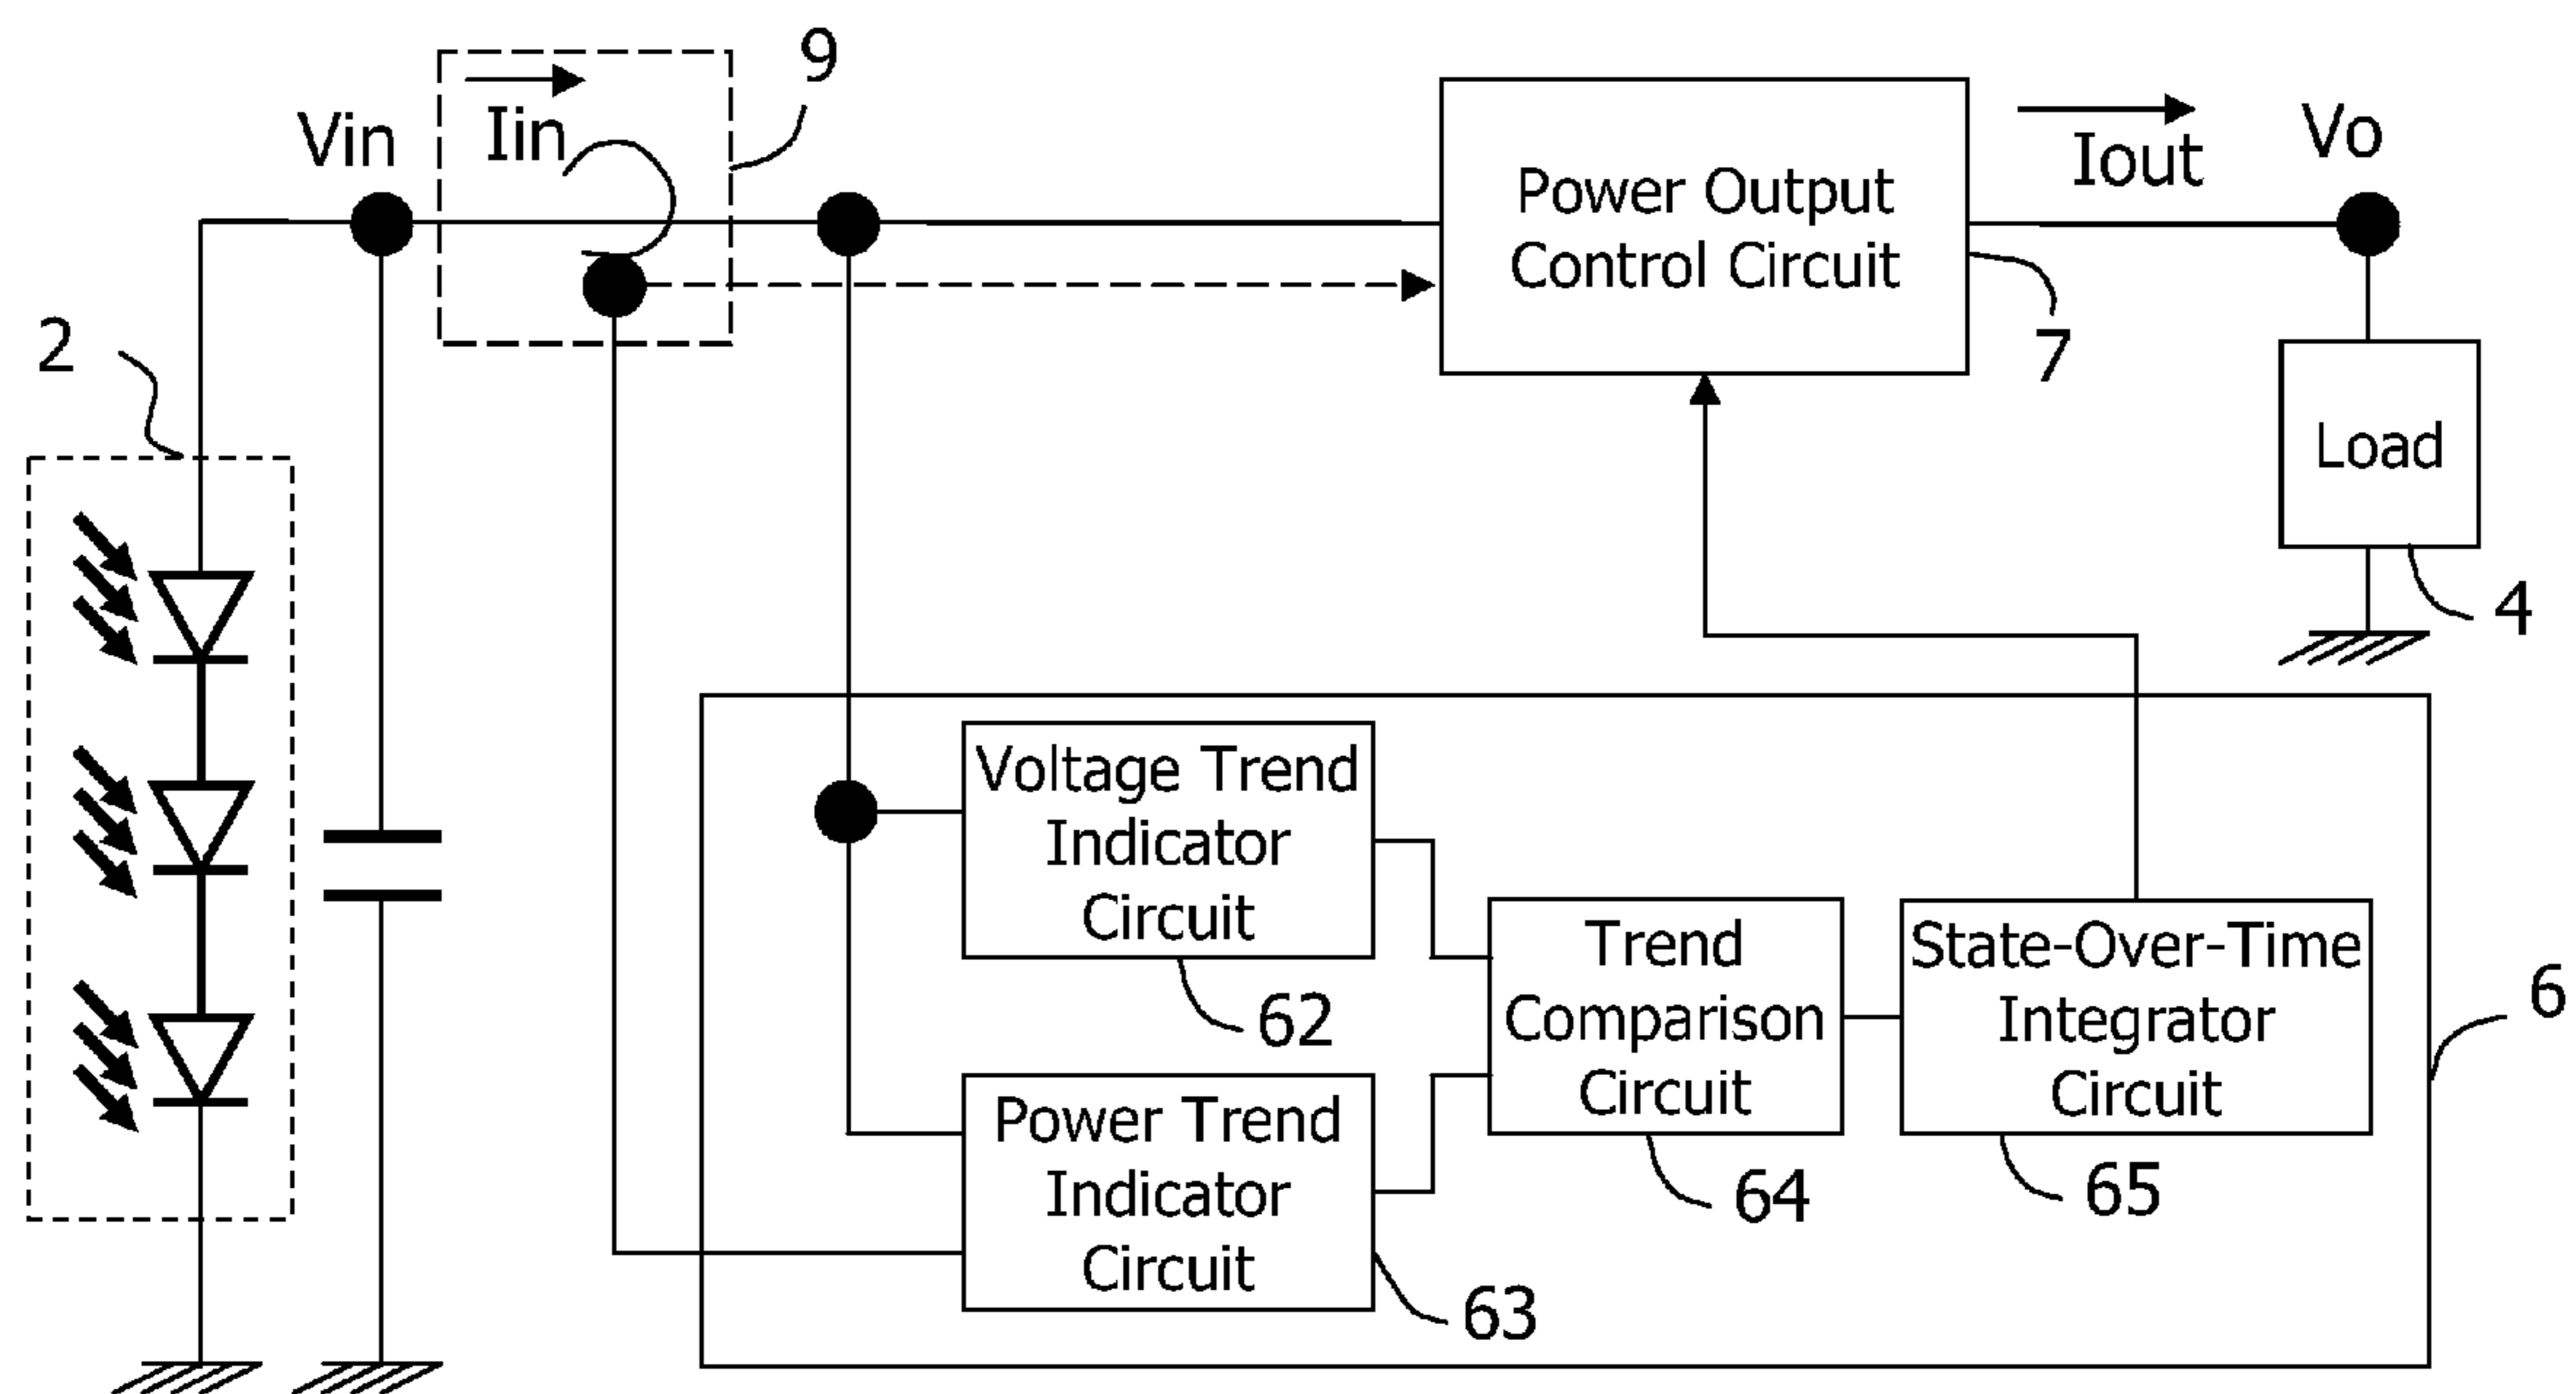 9
Iin
Vin
Power Output
Control Circuit
Iout
Vo
7
2
Load
4
Voltage Trend
Indicator
Circuit
62
Power Trend
Indicator
Circuit
63
Trend
Comparison
Circuit
64
State-Over-Time
Integrator
Circuit
65
6